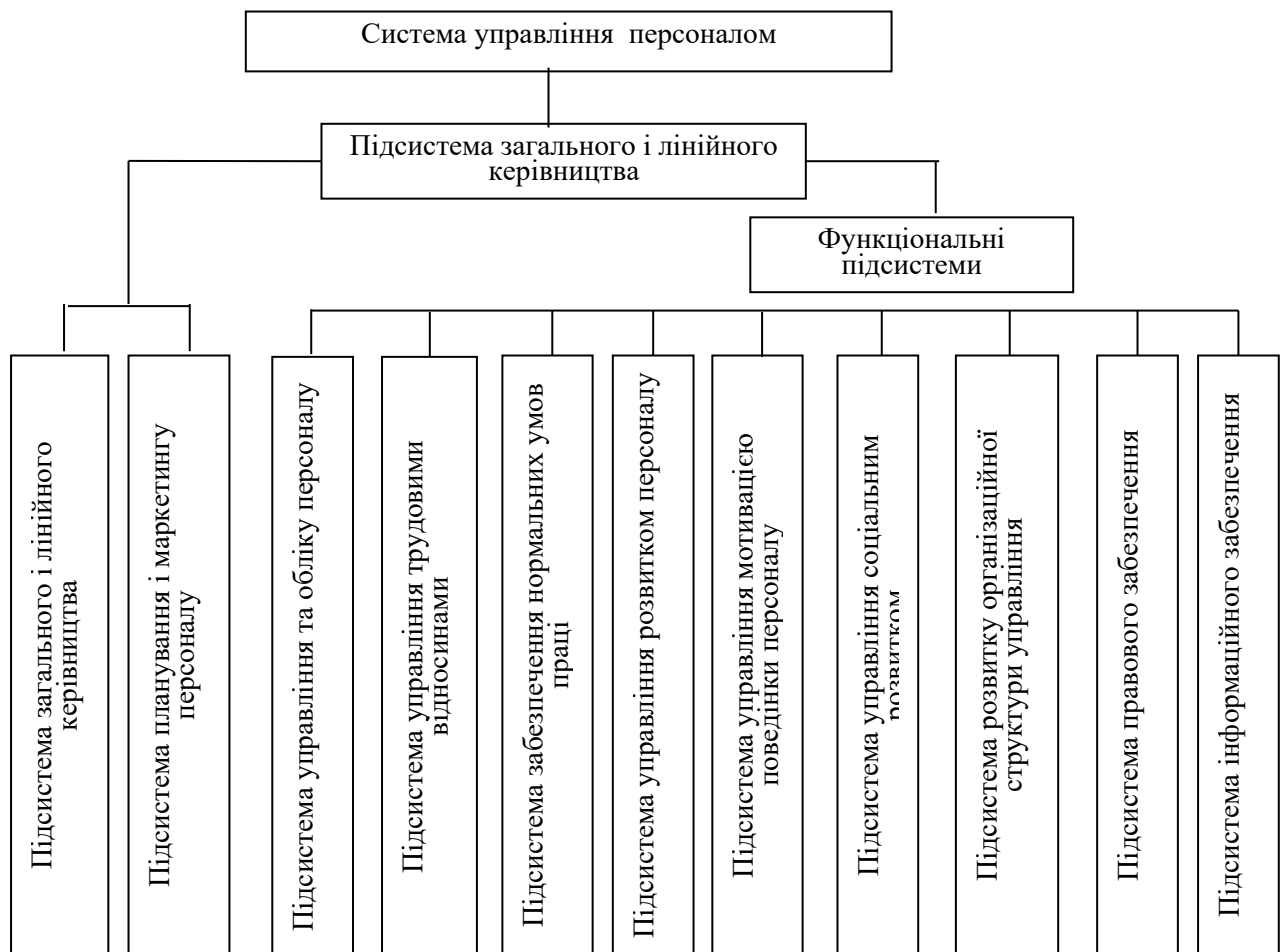 Система управління персоналом
Підсистема загального і лінійного
керівництва
Функціональні
підсистеми
Підсистема загального і лінійного
керівництва
Підсистема планування і маркетингу
персоналу
Підсистема управління та обліку персоналу
Підсистема управління трудовими
відносинами
Підсистема забезпечення нормальних умов
праці
Підсистема управління розвитком персоналу
Підсистема управління мотивацією
поведінки персоналу
Підсистема управління соціальним
розвитком
Підсистема розвитку організаційної
структури управління
Підсистема правового забезпечення
Підсистема інформаційного забезпечення